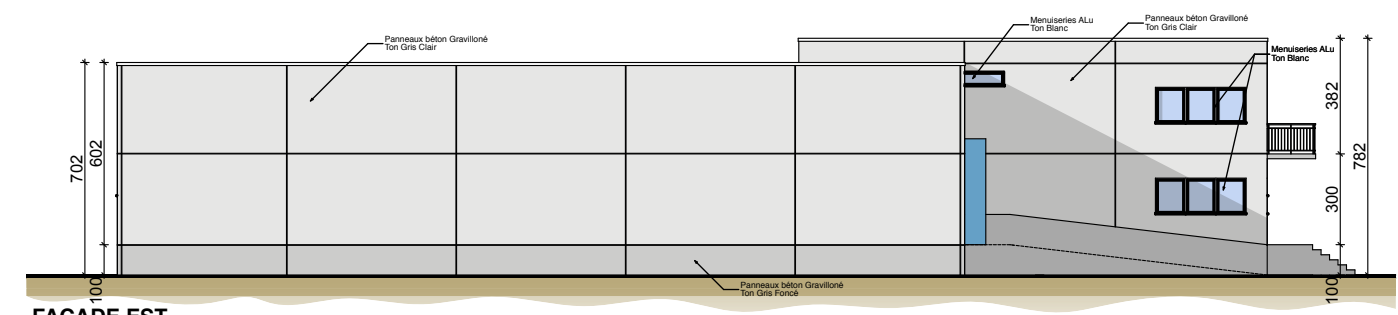 Menuiseries ALu
Ton Blanc
Panneaux béton Gravilloné
Ton Gris Clair
Panneaux béton Gravilloné
Ton Gris Clair
Menuiseries ALu
Ton Blanc
702
602
100
382
300
782
100
Panneaux béton Gravilloné
Ton Gris Foncé
FAÇADE EST